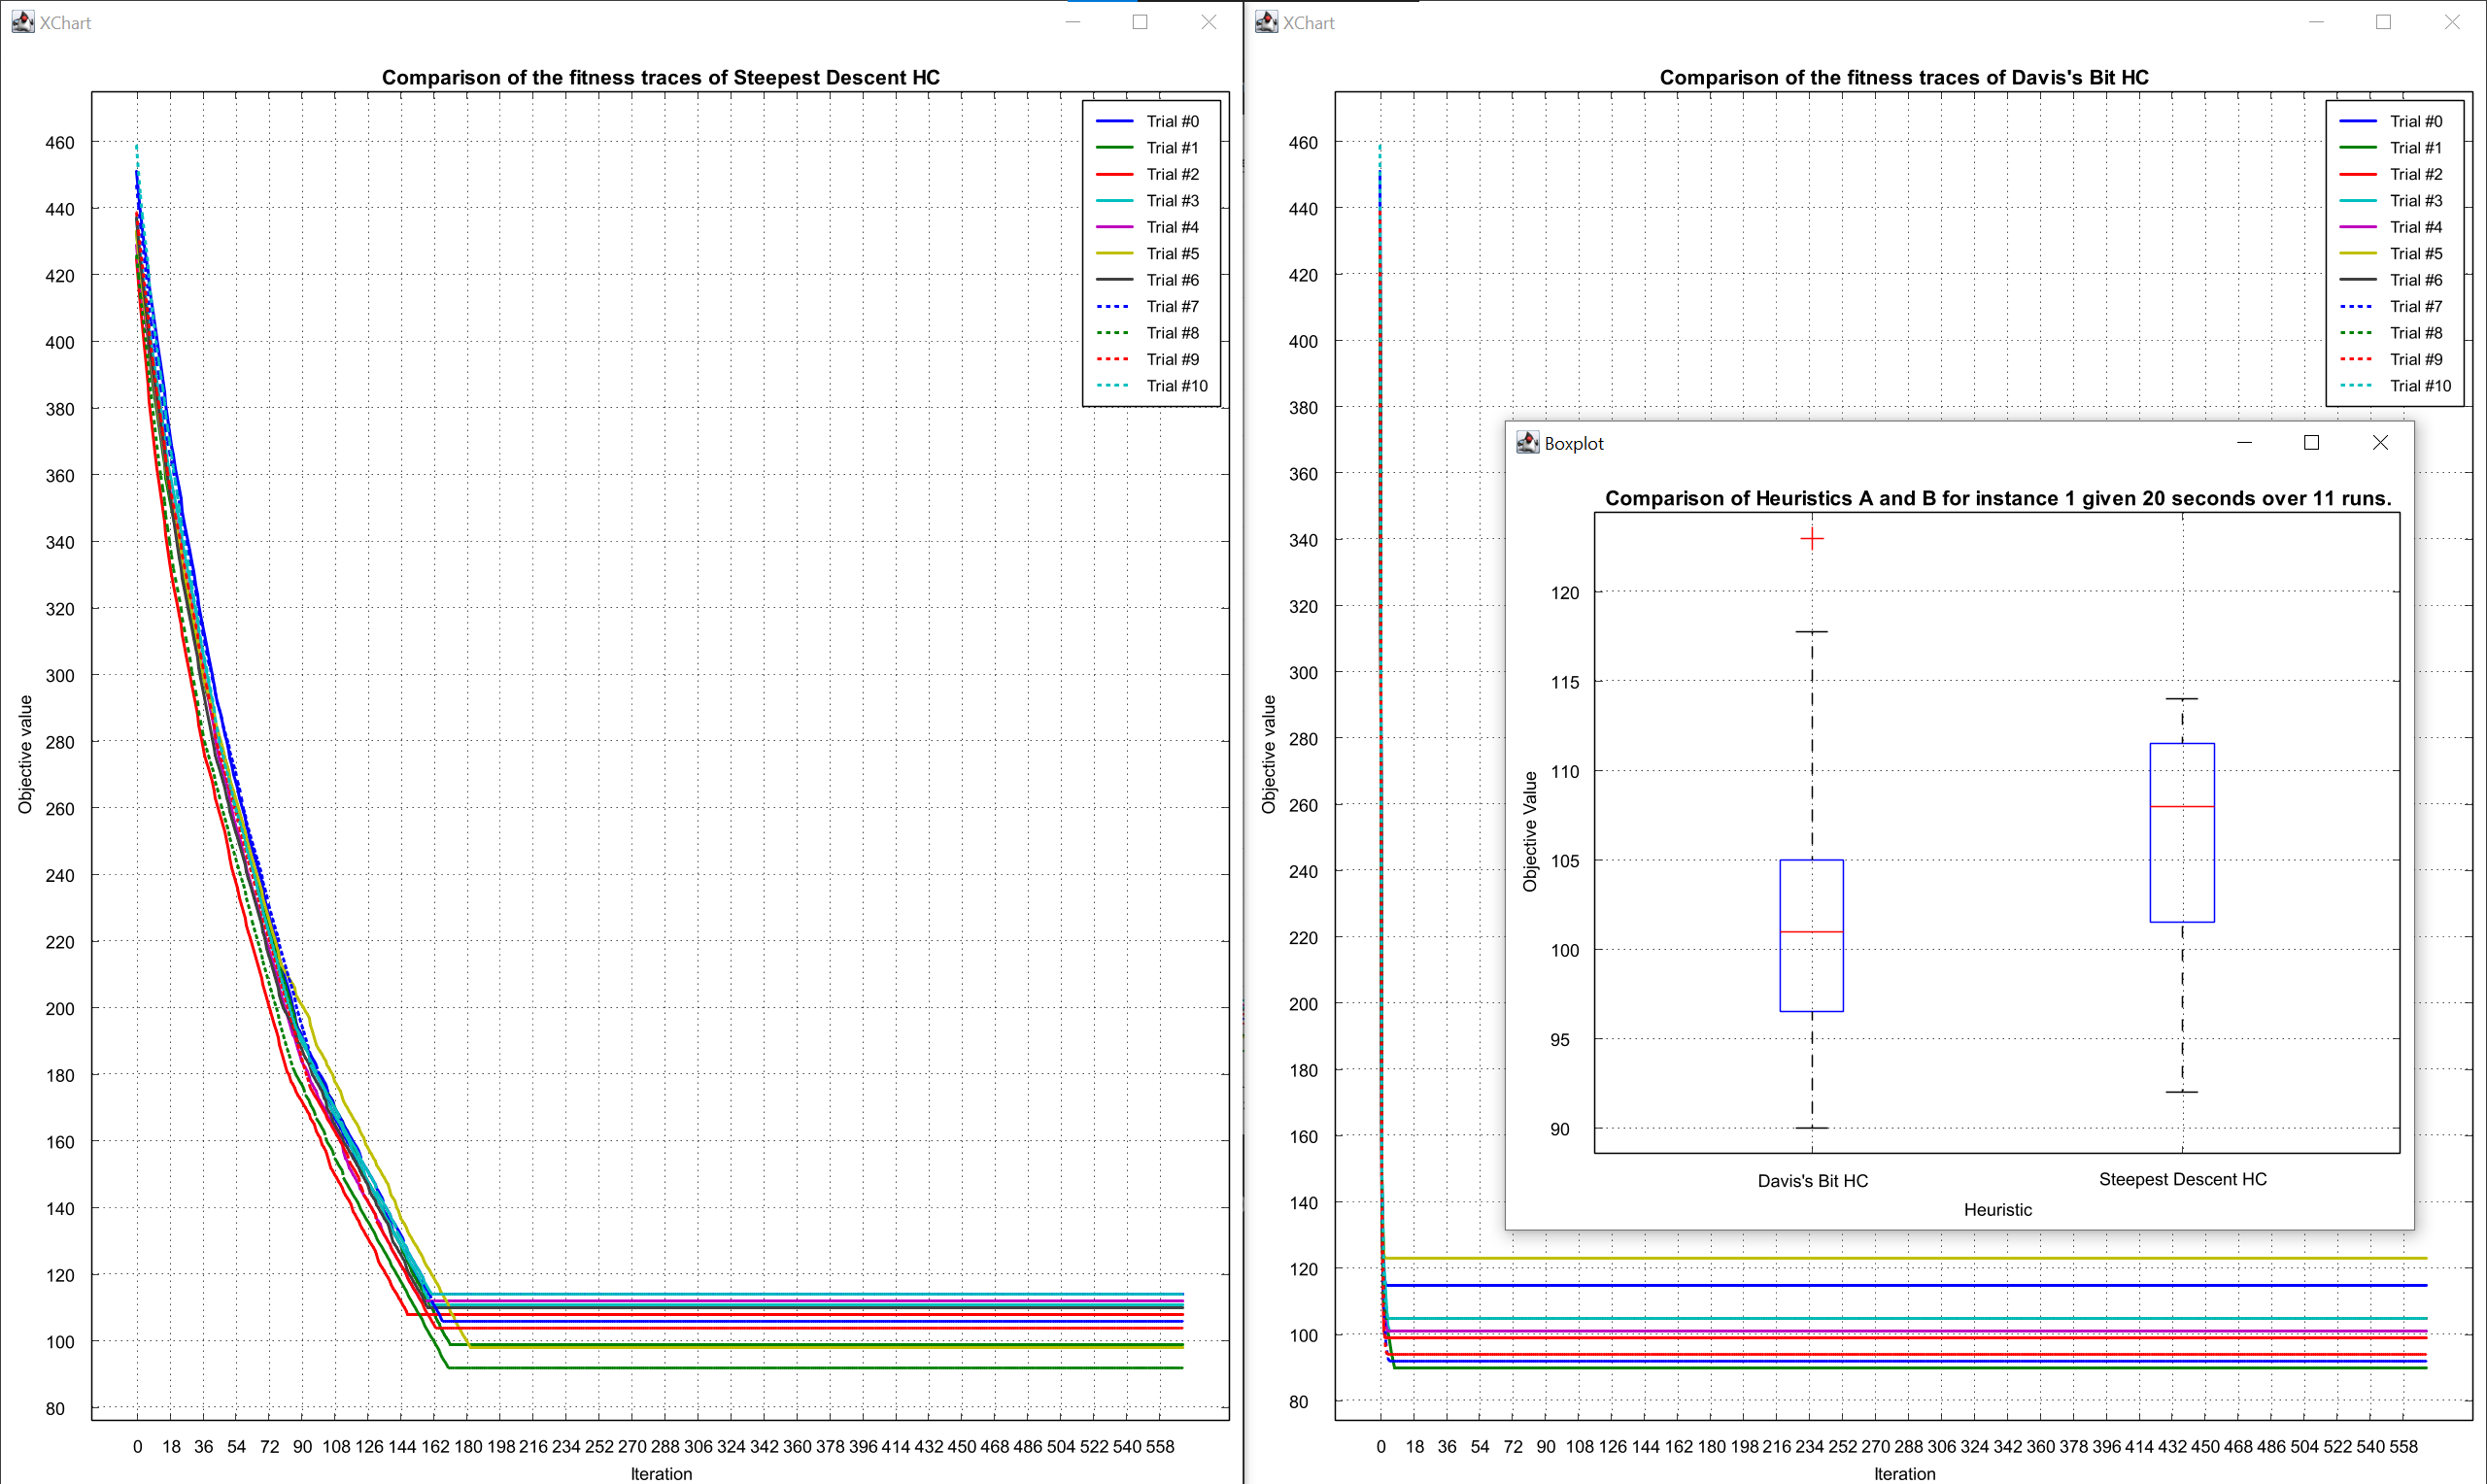 XChart
Comparison of the fitness traces of Steepest Descent HC
460
440
420
400
380
360
340
320
300
280
260
240
220
200
180
160
140
120
100
80
Objective value
Trial #0
Trial #1
Trial #2
Trial #3
Trial #4
Trial #5
Trial #6
Trial #7
Trial #8
Trial #9
Trial #10
0 18 36 54 72 90 108 126 144 162 180 198 216 234 252 270 288 306 324 342 360 378 396 414 432 450 468 486 504 522 540 558
Iteration
XChart
Comparison of the fitness traces of Davis's Bit HC
460
440
420
400
380
360
340
320
300
280
260
240
220
200
180
160
140
120
100
80
Objective value
Trial #0
Trial #1
Trial #2
Trial #3
Trial #4
Trial #5
Trial #6
Trial #7
Trial #8
Trial #9
Trial #10
0 18 36 54 72 90 108 126 144 162 180 198 216 234 252 270 288 306 324 342 360 378 396 414 432 450 468 486 504 522 540 558
Iteration
Boxplot
Comparison of Heuristics A and B for instance 1 given 20 seconds over 11 runs.
120
115
110
105
100
95
90
Objective Value
Davis's Bit HC
Steepest Descent HC
Heuristic